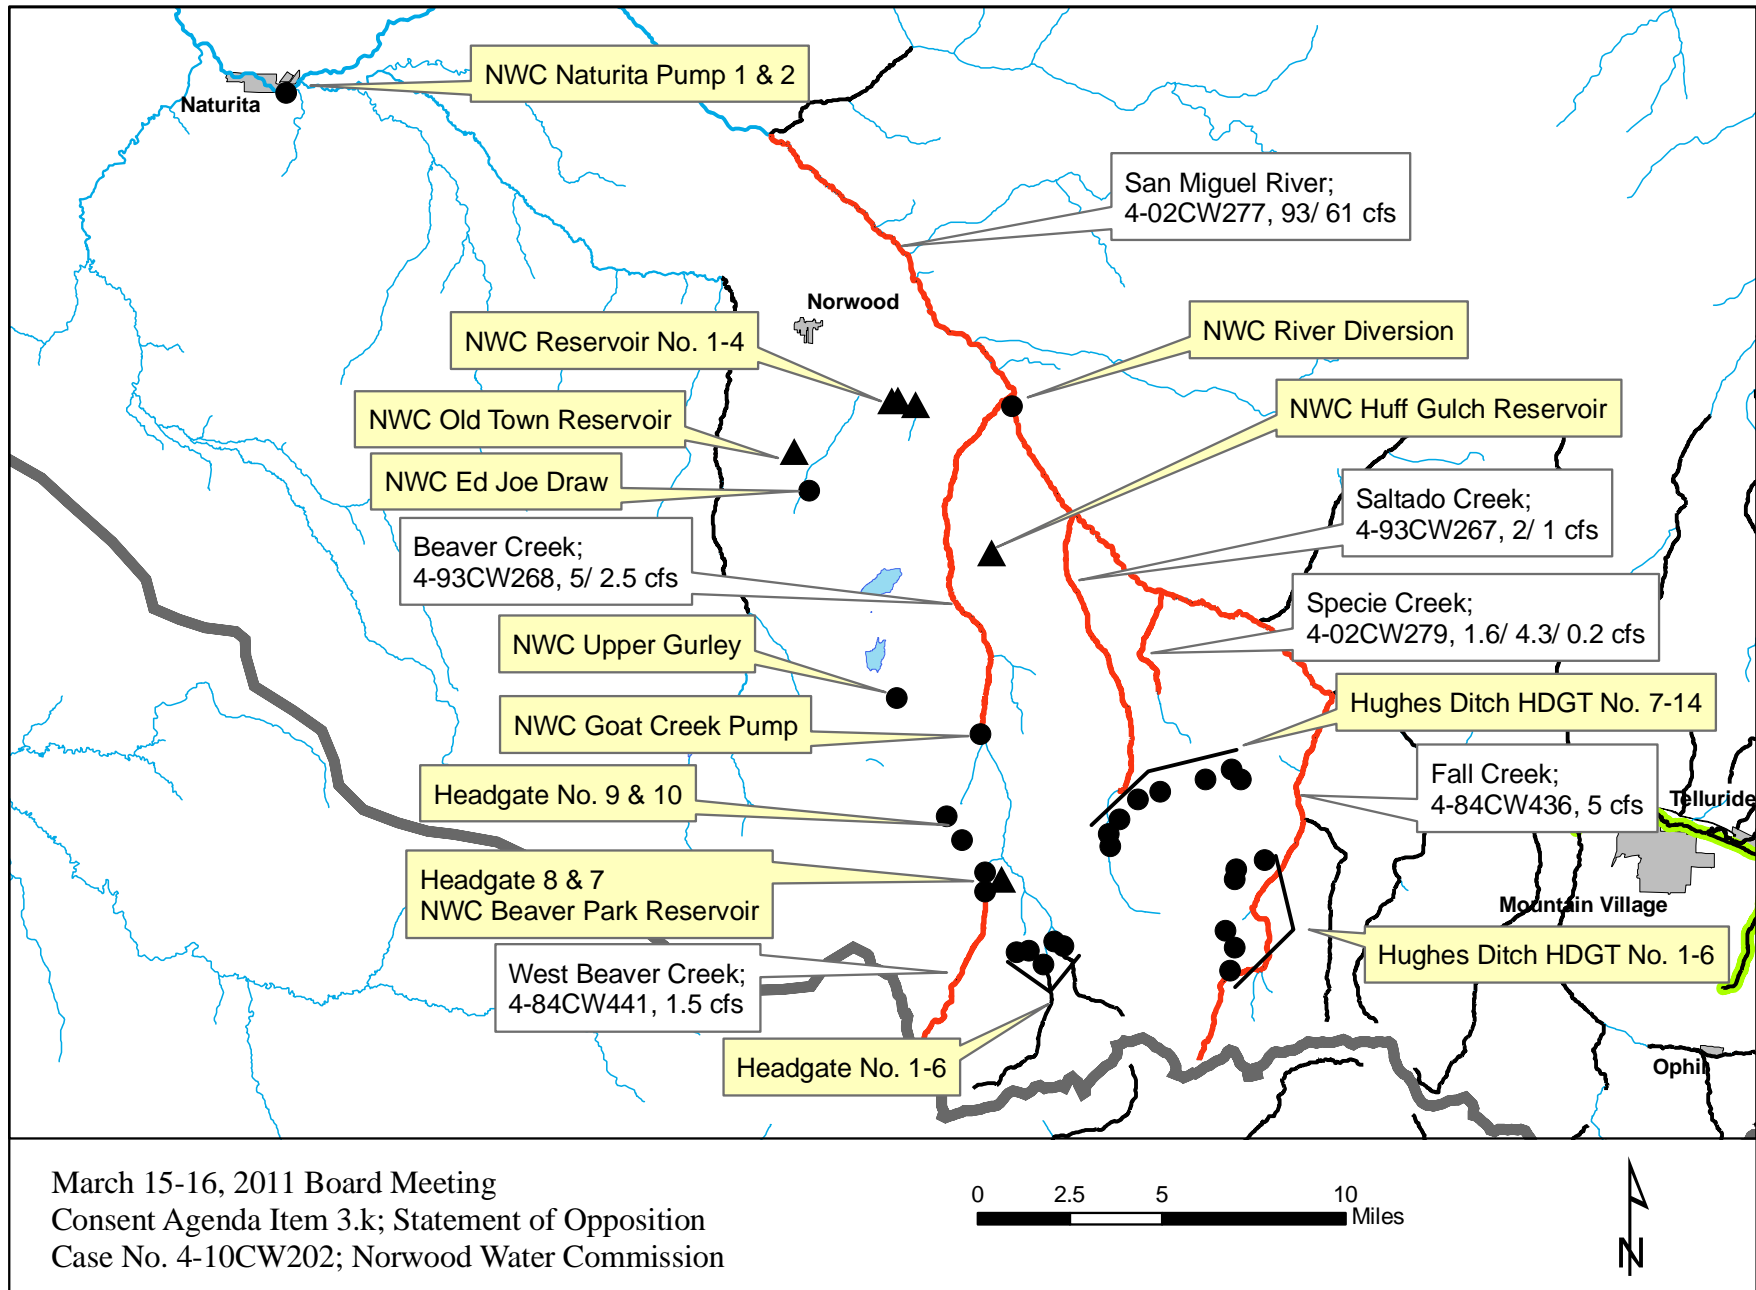 NWC Naturita Pump 1 & 2
Naturita
San Miguel River;
4-02CW277, 93/ 61 cfs
Norwood
NWC Reservoir No. 1-4
NWC River Diversion
NWC Old Town Reservoir
NWC Huff Gulch Reservoir
NWC Ed Joe Draw
Saltado Creek;
4-93CW267, 2/ 1 cfs
Beaver Creek;
4-93CW268, 5/ 2.5 cfs
Specie Creek;
4-02CW279, 1.6/ 4.3/ 0.2 cfs
NWC Upper Gurley
Hughes Ditch HDGT No. 7-14
NWC Goat Creek Pump
Fall Creek;
4-84CW436, 5 cfs
Headgate No. 9 & 10
Telluride
Headgate 8 & 7
NWC Beaver Park Reservoir
Mountain Village
Hughes Ditch HDGT No. 1-6
West Beaver Creek;
4-84CW441, 1.5 cfs
Headgate No. 1-6
Ophir
March 15-16, 2011 Board Meeting
Consent Agenda Item 3.k; Statement of Opposition
Case No. 4-10CW202; Norwood Water Commission
0 2.5 5 10
Miles
N